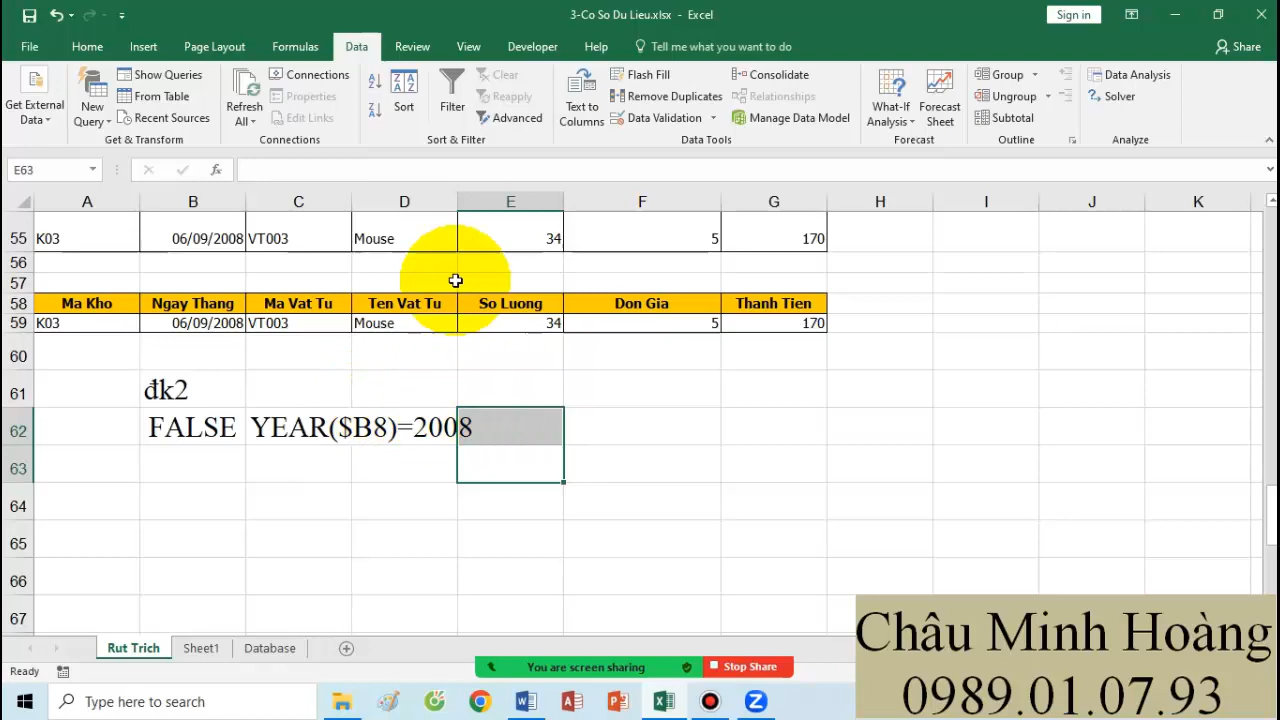 3-Co So Du Lieu.xlsx - Excel
Sign in
File Home Insert Page Layout Formulas Data Review View Developer Help Tell me what you want to do Share
Get External Data
New Query
Show Queries
From Table
Recent Sources
Get & Transform
Refresh All
Connections
Properties
Edit Links
Connections
Sort
Filter
Clear
Reapply
Advanced
Sort & Filter
Text to Columns
Flash Fill
Remove Duplicates
Data Validation
Consolidate
Relationships
Manage Data Model
Data Tools
What-If Analysis
Forecast Sheet
Forecast
Group
Ungroup
Subtotal
Outline
Data Analysis
Solver
Analyze
E63 fx
A B C D E F G H I J K
55 K03 06/09/2008 VT003 Mouse 34 5 170
56
57
58 Ma Kho Ngay Thang Ma Vat Tu Ten Vat Tu So Luong Don Gia Thanh Tien
59 K03 06/09/2008 VT003 Mouse 34 5 170
60
61 đk2
62 FALSE YEAR($B8)=2008
63
64
65
66
67
Châu Minh Hoàng
0989.01.07.93
Rut Trich Sheet1 Database
Ready
You are screen sharing Stop Share
Type here to search